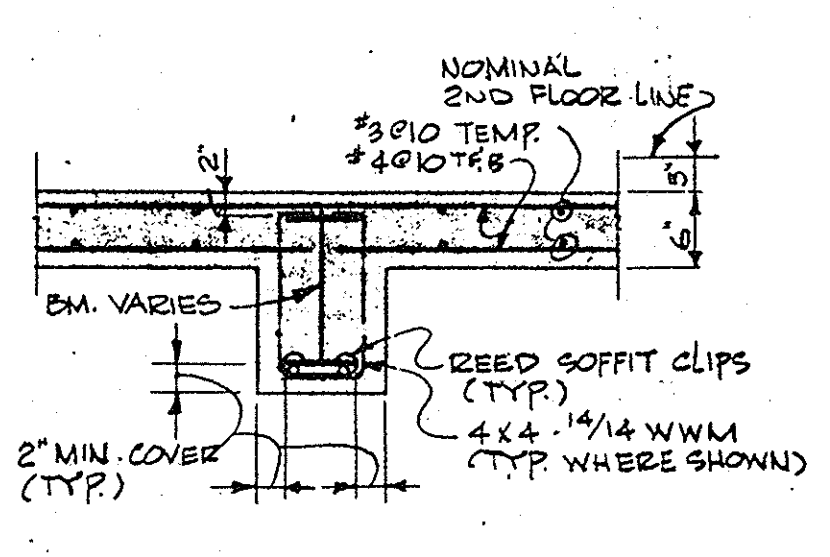 NOMINAL
2ND FLOOR LINE
#3@10 TEMP.
#4@10 T&B
2"
3"
6"
BM. VARIES
REED SOFFIT CLIPS
(TYP.)
4X4 - 14/14 WWM
(TYP. WHERE SHOWN)
2" MIN. COVER
(TYP.)